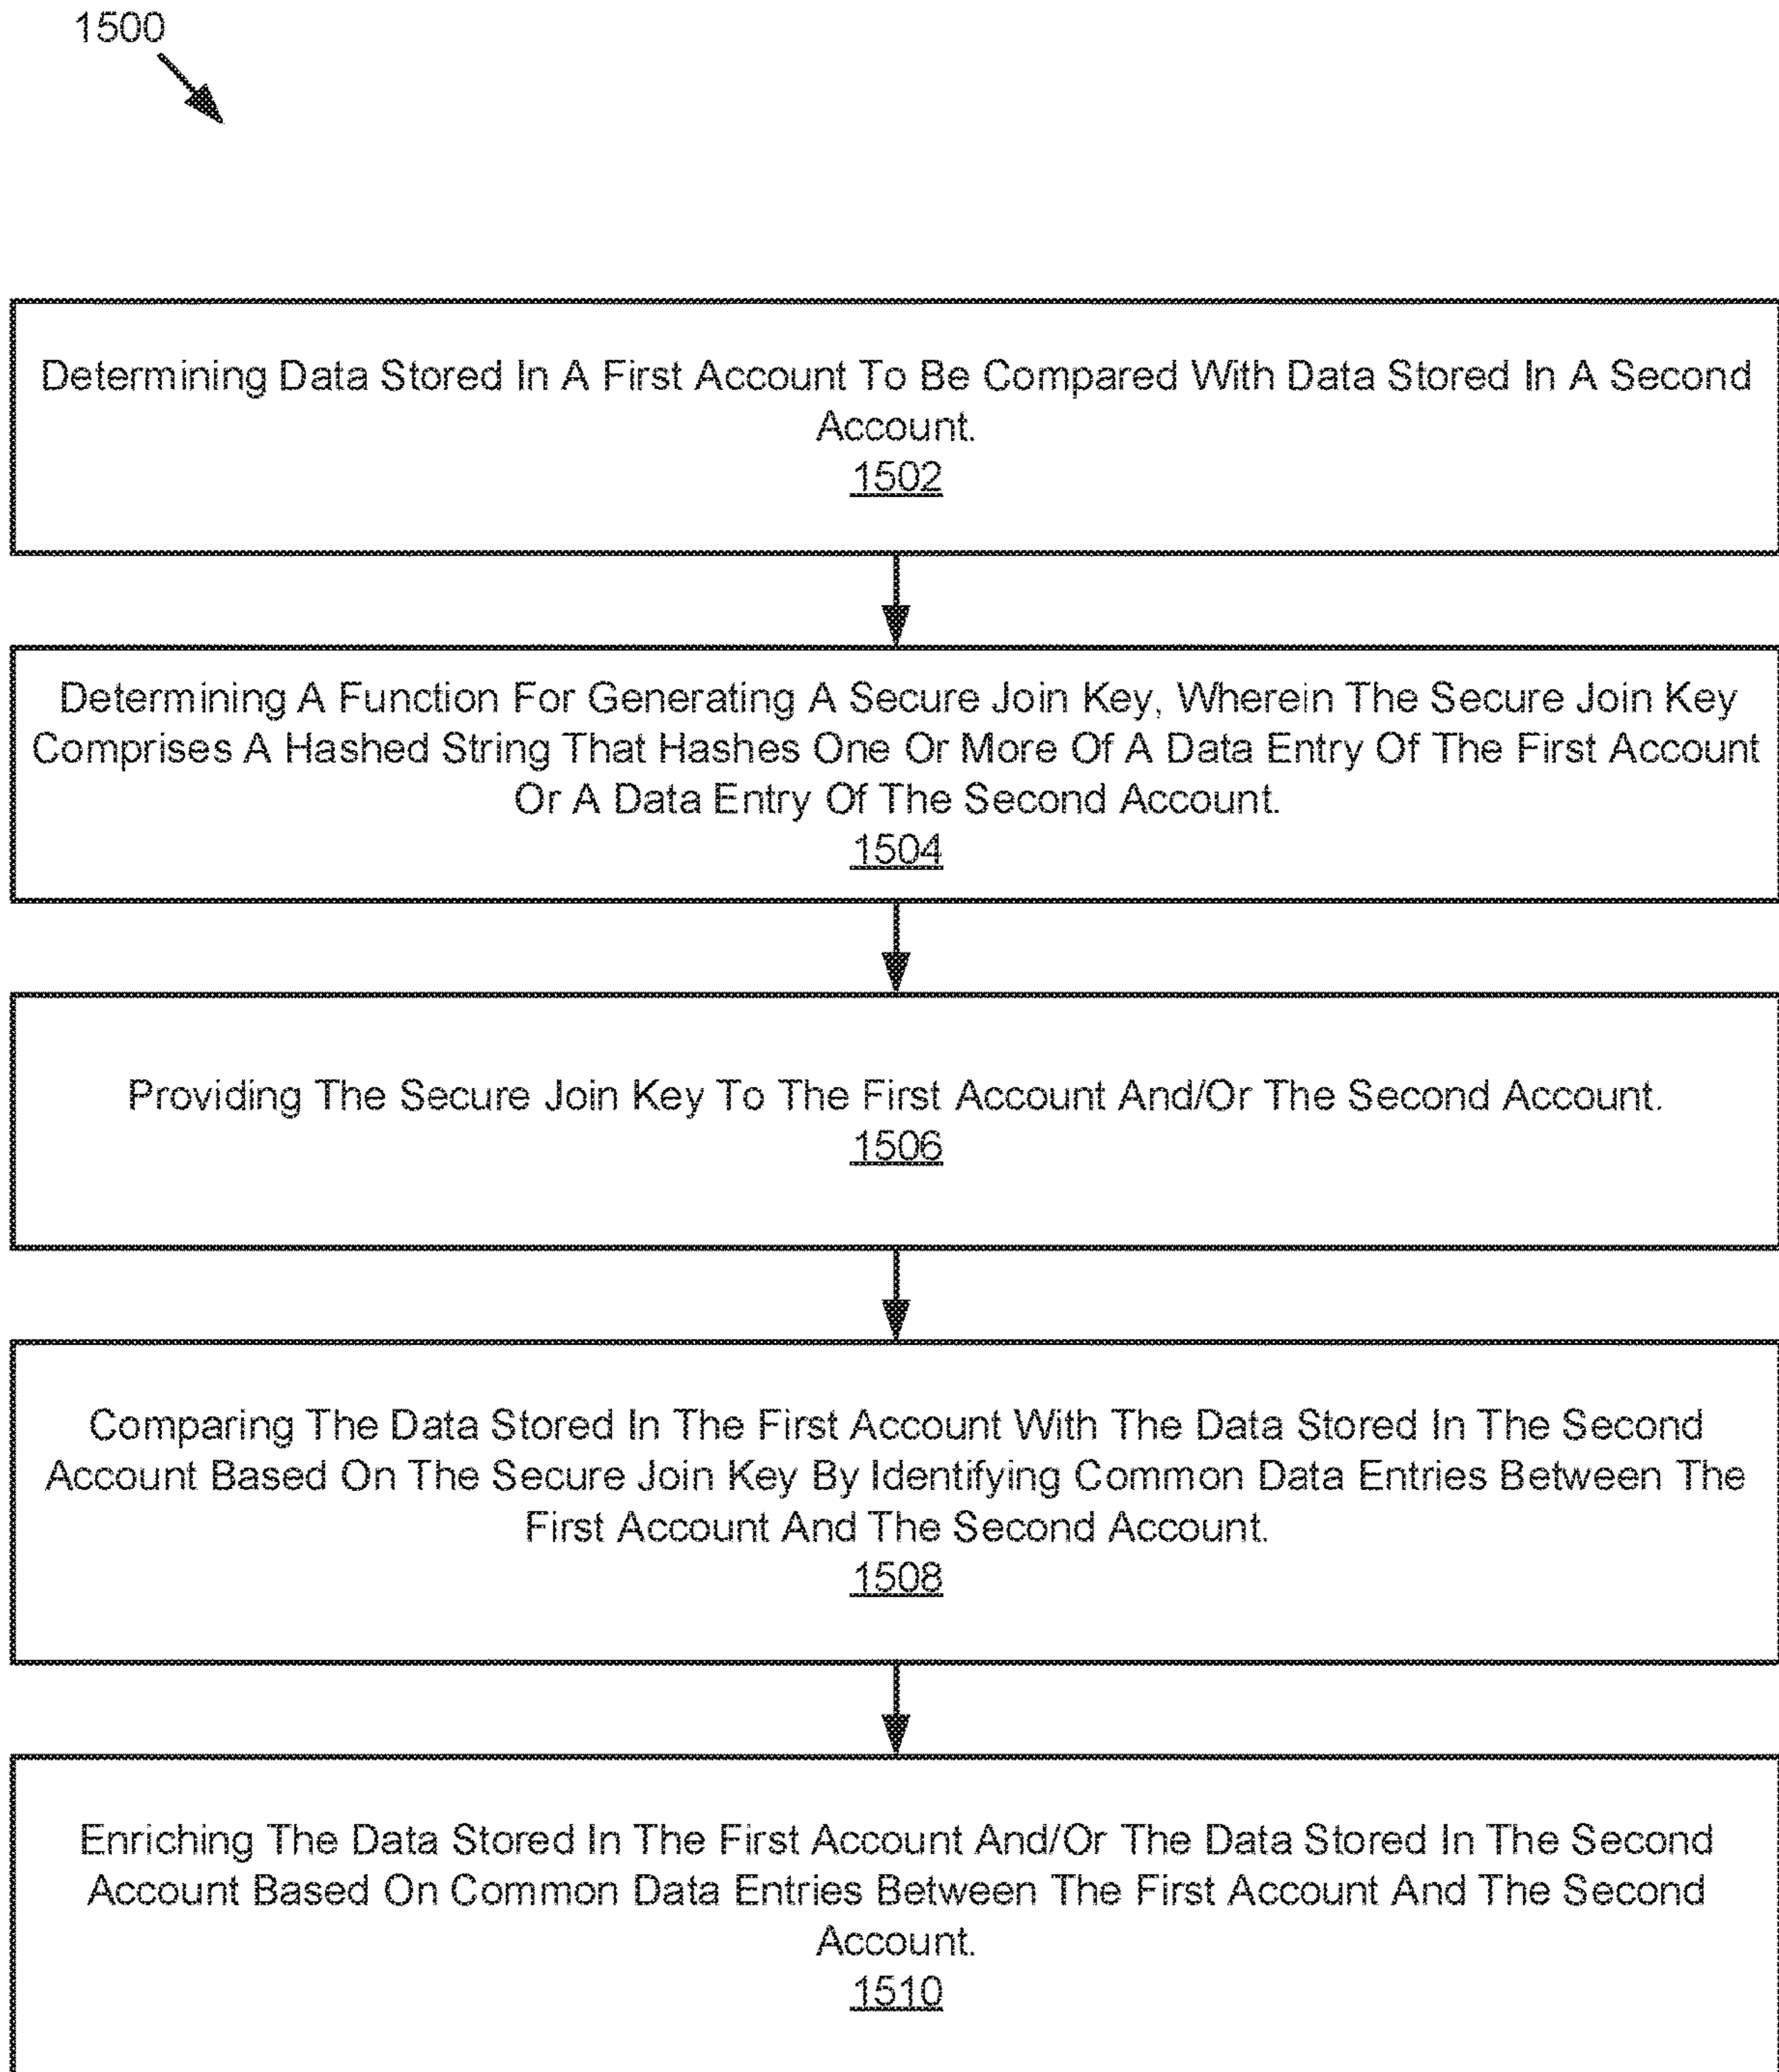 1500
Determining Data Stored In A First Account To Be Compared With Data Stored In A Second
Account.
1502
Determining A Function For Generating A Secure Join Key, Wherein The Secure Join Key
Comprises A Hashed String That Hashes One Or More Of A Data Entry Of The First Account
Or A Data Entry Of The Second Account.
1504
Providing The Secure Join Key To The First Account And/Or The Second Account.
1506
Comparing The Data Stored In The First Account With The Data Stored In The Second
Account Based On The Secure Join Key By Identifying Common Data Entries Between The
First Account And The Second Account.
1508
Enriching The Data Stored In The First Account And/Or The Data Stored In The Second
Account Based On Common Data Entries Between The First Account And The Second
Account.
1510